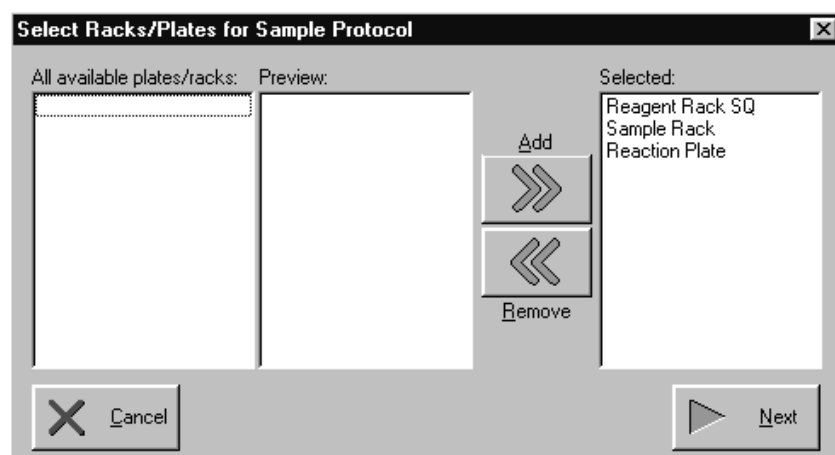 Select Racks/Plates for Sample Protocol
All available plates/racks:
Preview:
Selected:
Reagent Rack SQ
Sample Rack
Reaction Plate
Add
Remove
Cancel
Next